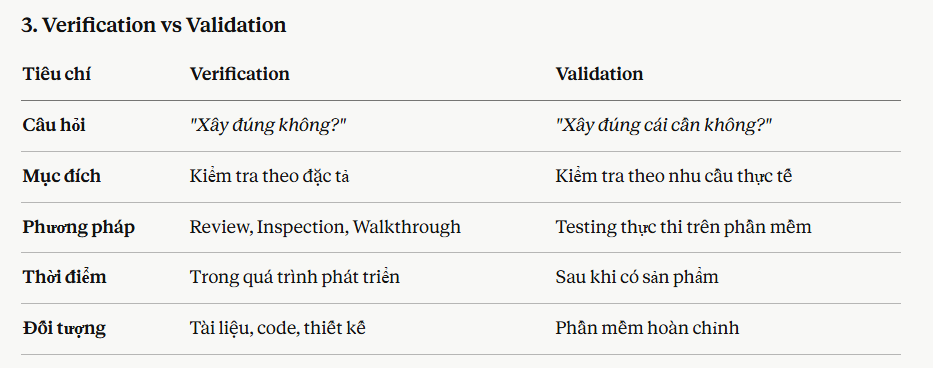 3. Verification vs Validation
Tiêu chí Verification Validation
Câu hỏi "Xây đúng không?" "Xây đúng cái cần không?"
Mục đích Kiểm tra theo đặc tả Kiểm tra theo nhu cầu thực tế
Phương pháp Review, Inspection, Walkthrough Testing thực thi trên phần mềm
Thời điểm Trong quá trình phát triển Sau khi có sản phẩm
Đối tượng Tài liệu, code, thiết kế Phần mềm hoàn chỉnh